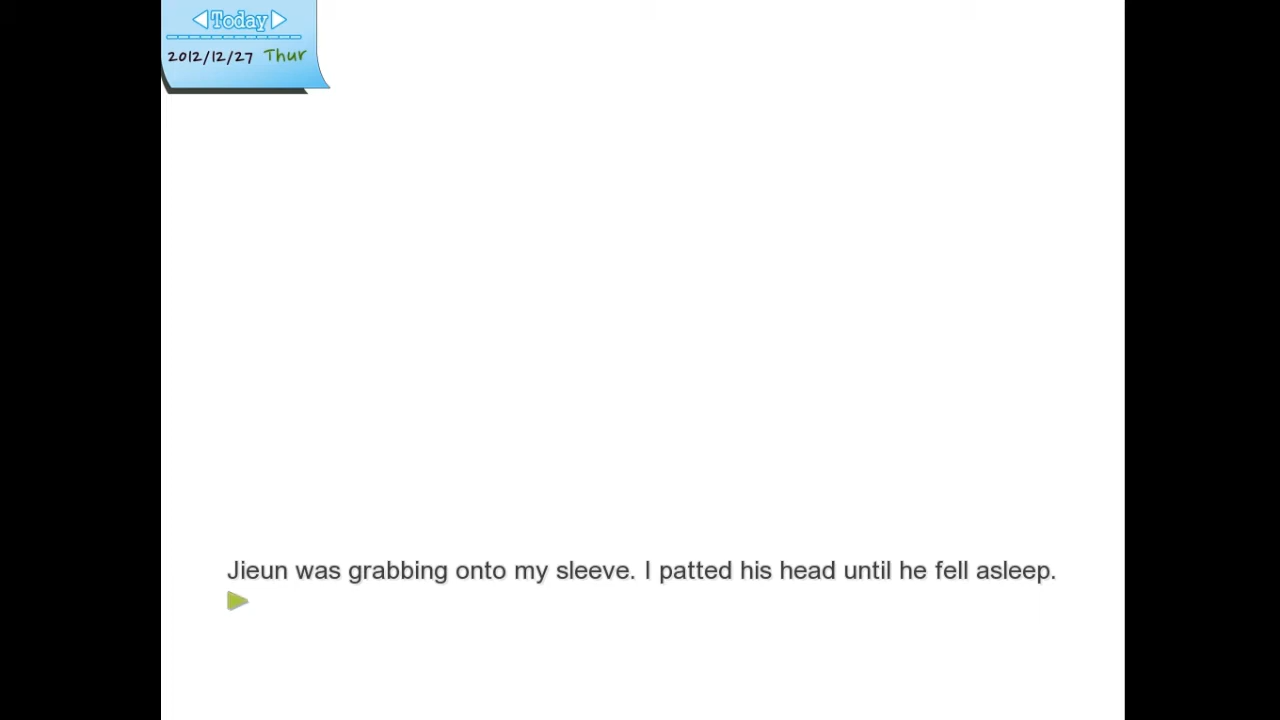 Today
2012/12/27 Thur
Jieun was grabbing onto my sleeve. I patted his head until he fell asleep.